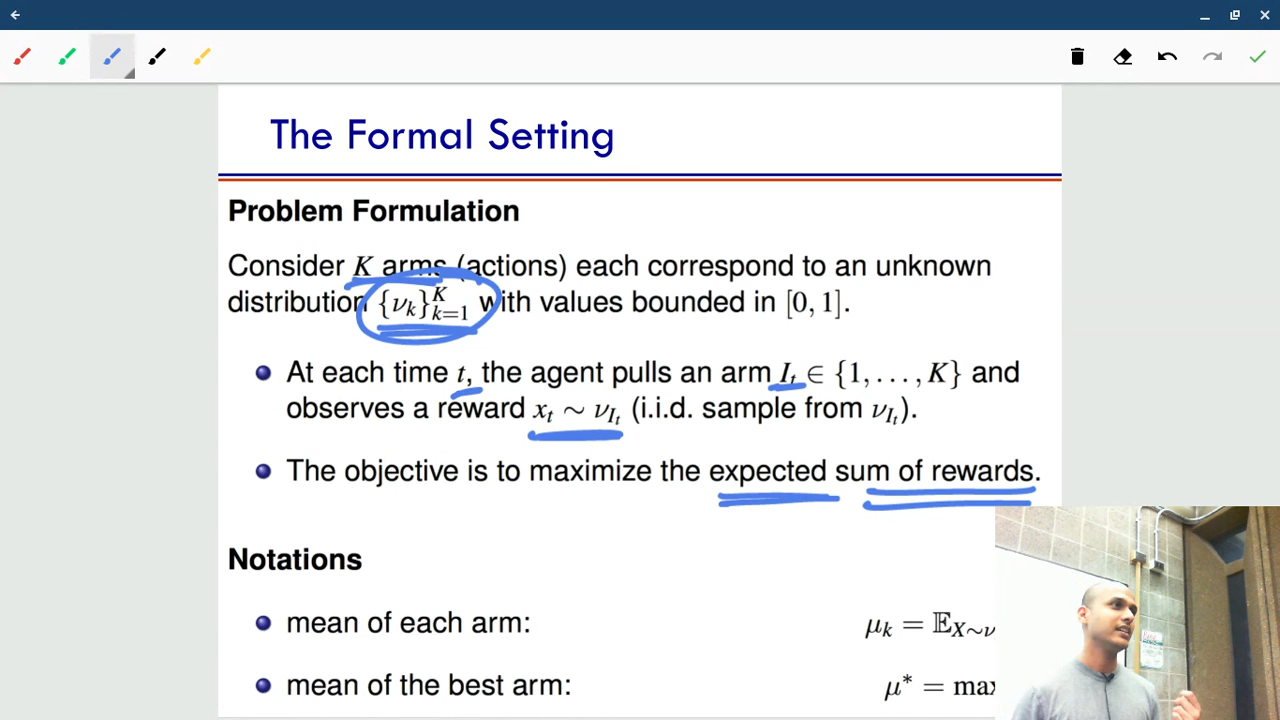 The Formal Setting
Problem Formulation
Consider K arms (actions) each correspond to an unknown
distribution {ν_k}_{k=1}^K with values bounded in [0, 1].
At each time t, the agent pulls an arm I_t ∈ {1, . . . , K} and
observes a reward x_t ∼ ν_{I_t} (i.i.d. sample from ν_{I_t}).
The objective is to maximize the expected sum of rewards.
Notations
mean of each arm: μ_k = 𝔼_{X∼ν
mean of the best arm: μ* = max